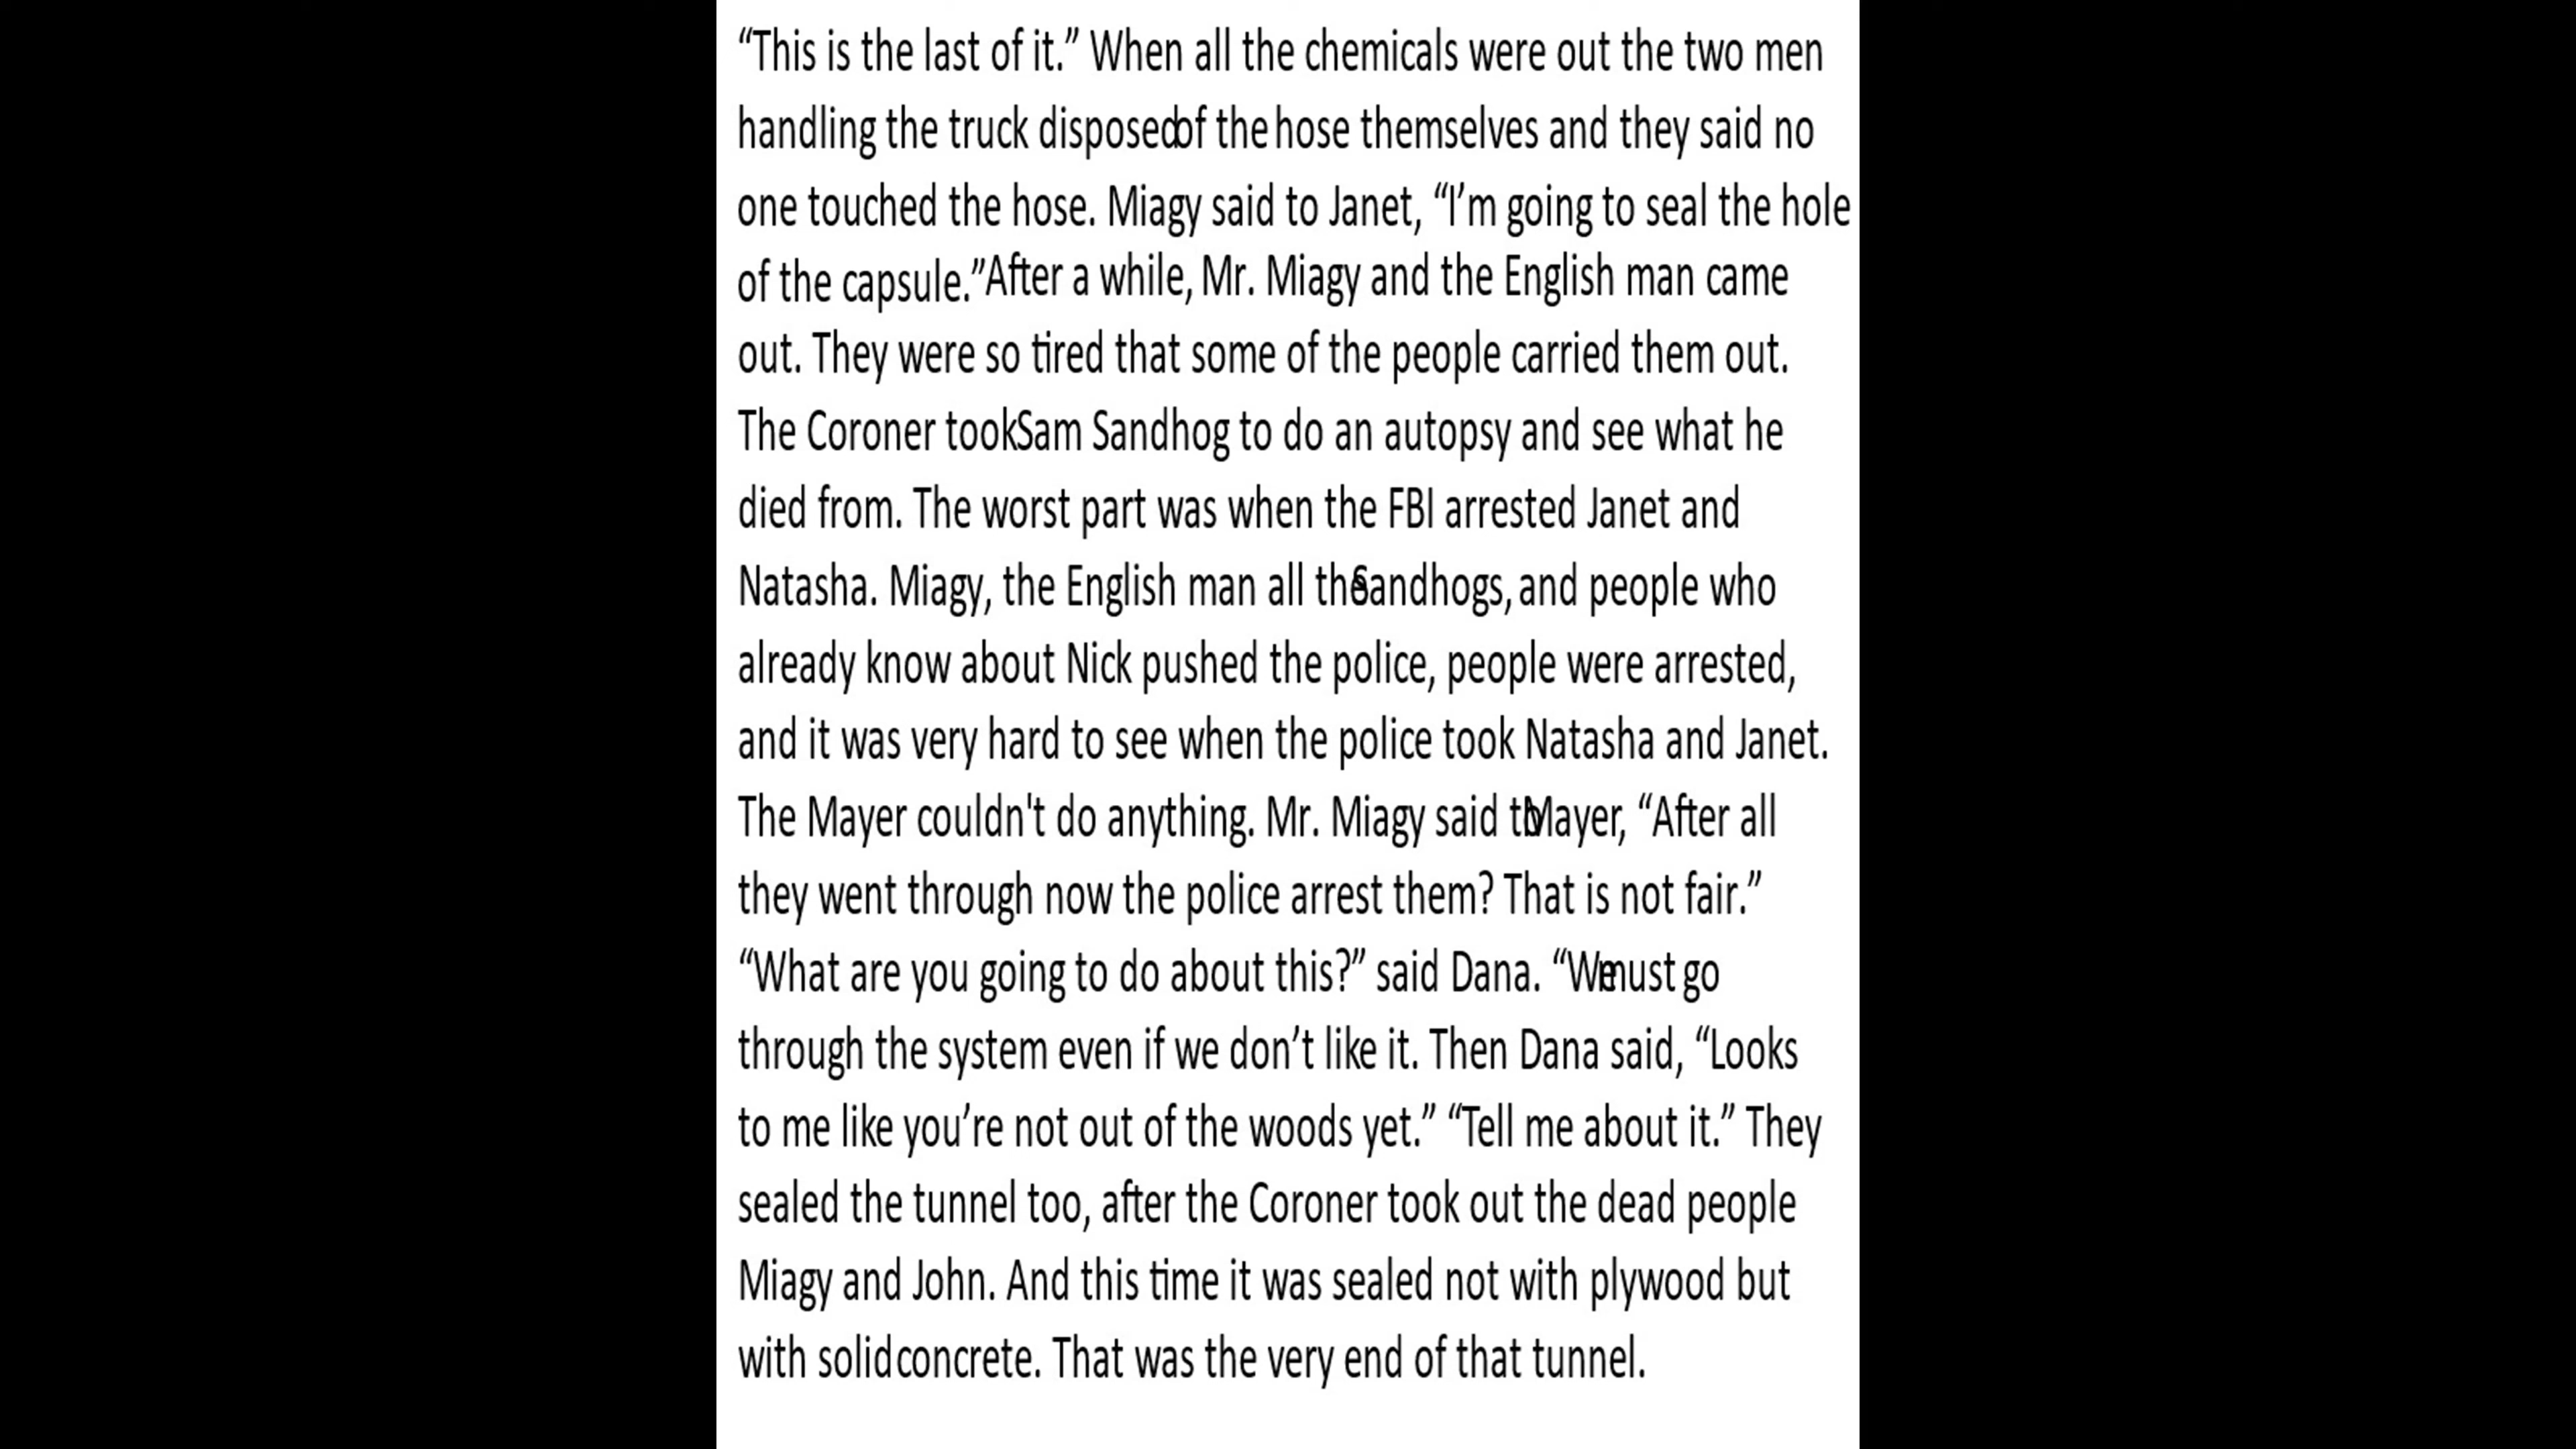 “This is the last of it.” When all the chemicals were out the two men
handling the truck disposed of the hose themselves and they said no
one touched the hose. Miagy said to Janet, “I’m going to seal the hole
of the capsule.” After a while, Mr. Miagy and the English man came
out. They were so tired that some of the people carried them out.
The Coroner took Sam Sandhog to do an autopsy and see what he
died from. The worst part was when the FBI arrested Janet and
Natasha. Miagy, the English man all the Sandhogs, and people who
already know about Nick pushed the police, people were arrested,
and it was very hard to see when the police took Natasha and Janet.
The Mayer couldn't do anything. Mr. Miagy said to Mayer, “After all
they went through now the police arrest them? That is not fair.”
“What are you going to do about this?” said Dana. “We must go
through the system even if we don’t like it. Then Dana said, “Looks
to me like you’re not out of the woods yet.” “Tell me about it.” They
sealed the tunnel too, after the Coroner took out the dead people
Miagy and John. And this time it was sealed not with plywood but
with solid concrete. That was the very end of that tunnel.